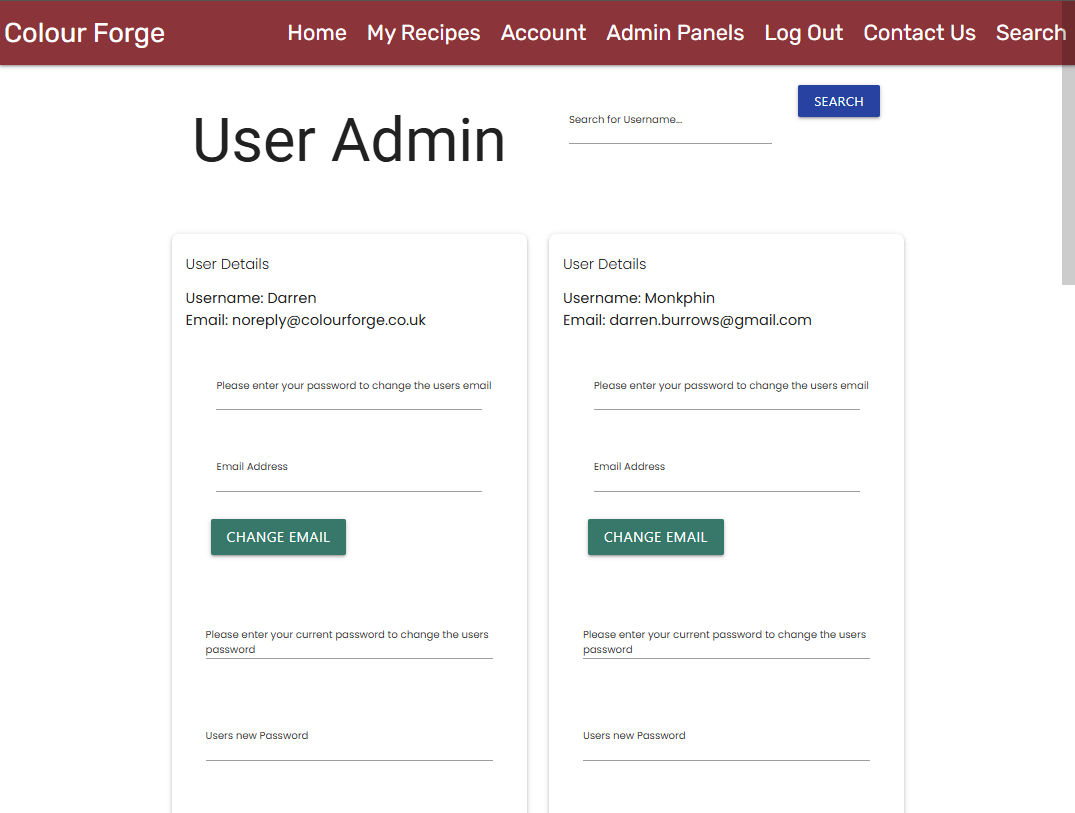 Colour Forge
Home My Recipes Account Admin Panels Log Out Contact Us Search
User Admin
Search for Username...
SEARCH
User Details
Username: Darren
Email: noreply@colourforge.co.uk
Please enter your password to change the users email
Email Address
CHANGE EMAIL
Please enter your current password to change the users
password
Users new Password
User Details
Username: Monkphin
Email: darren.burrows@gmail.com
Please enter your password to change the users email
Email Address
CHANGE EMAIL
Please enter your current password to change the users
password
Users new Password